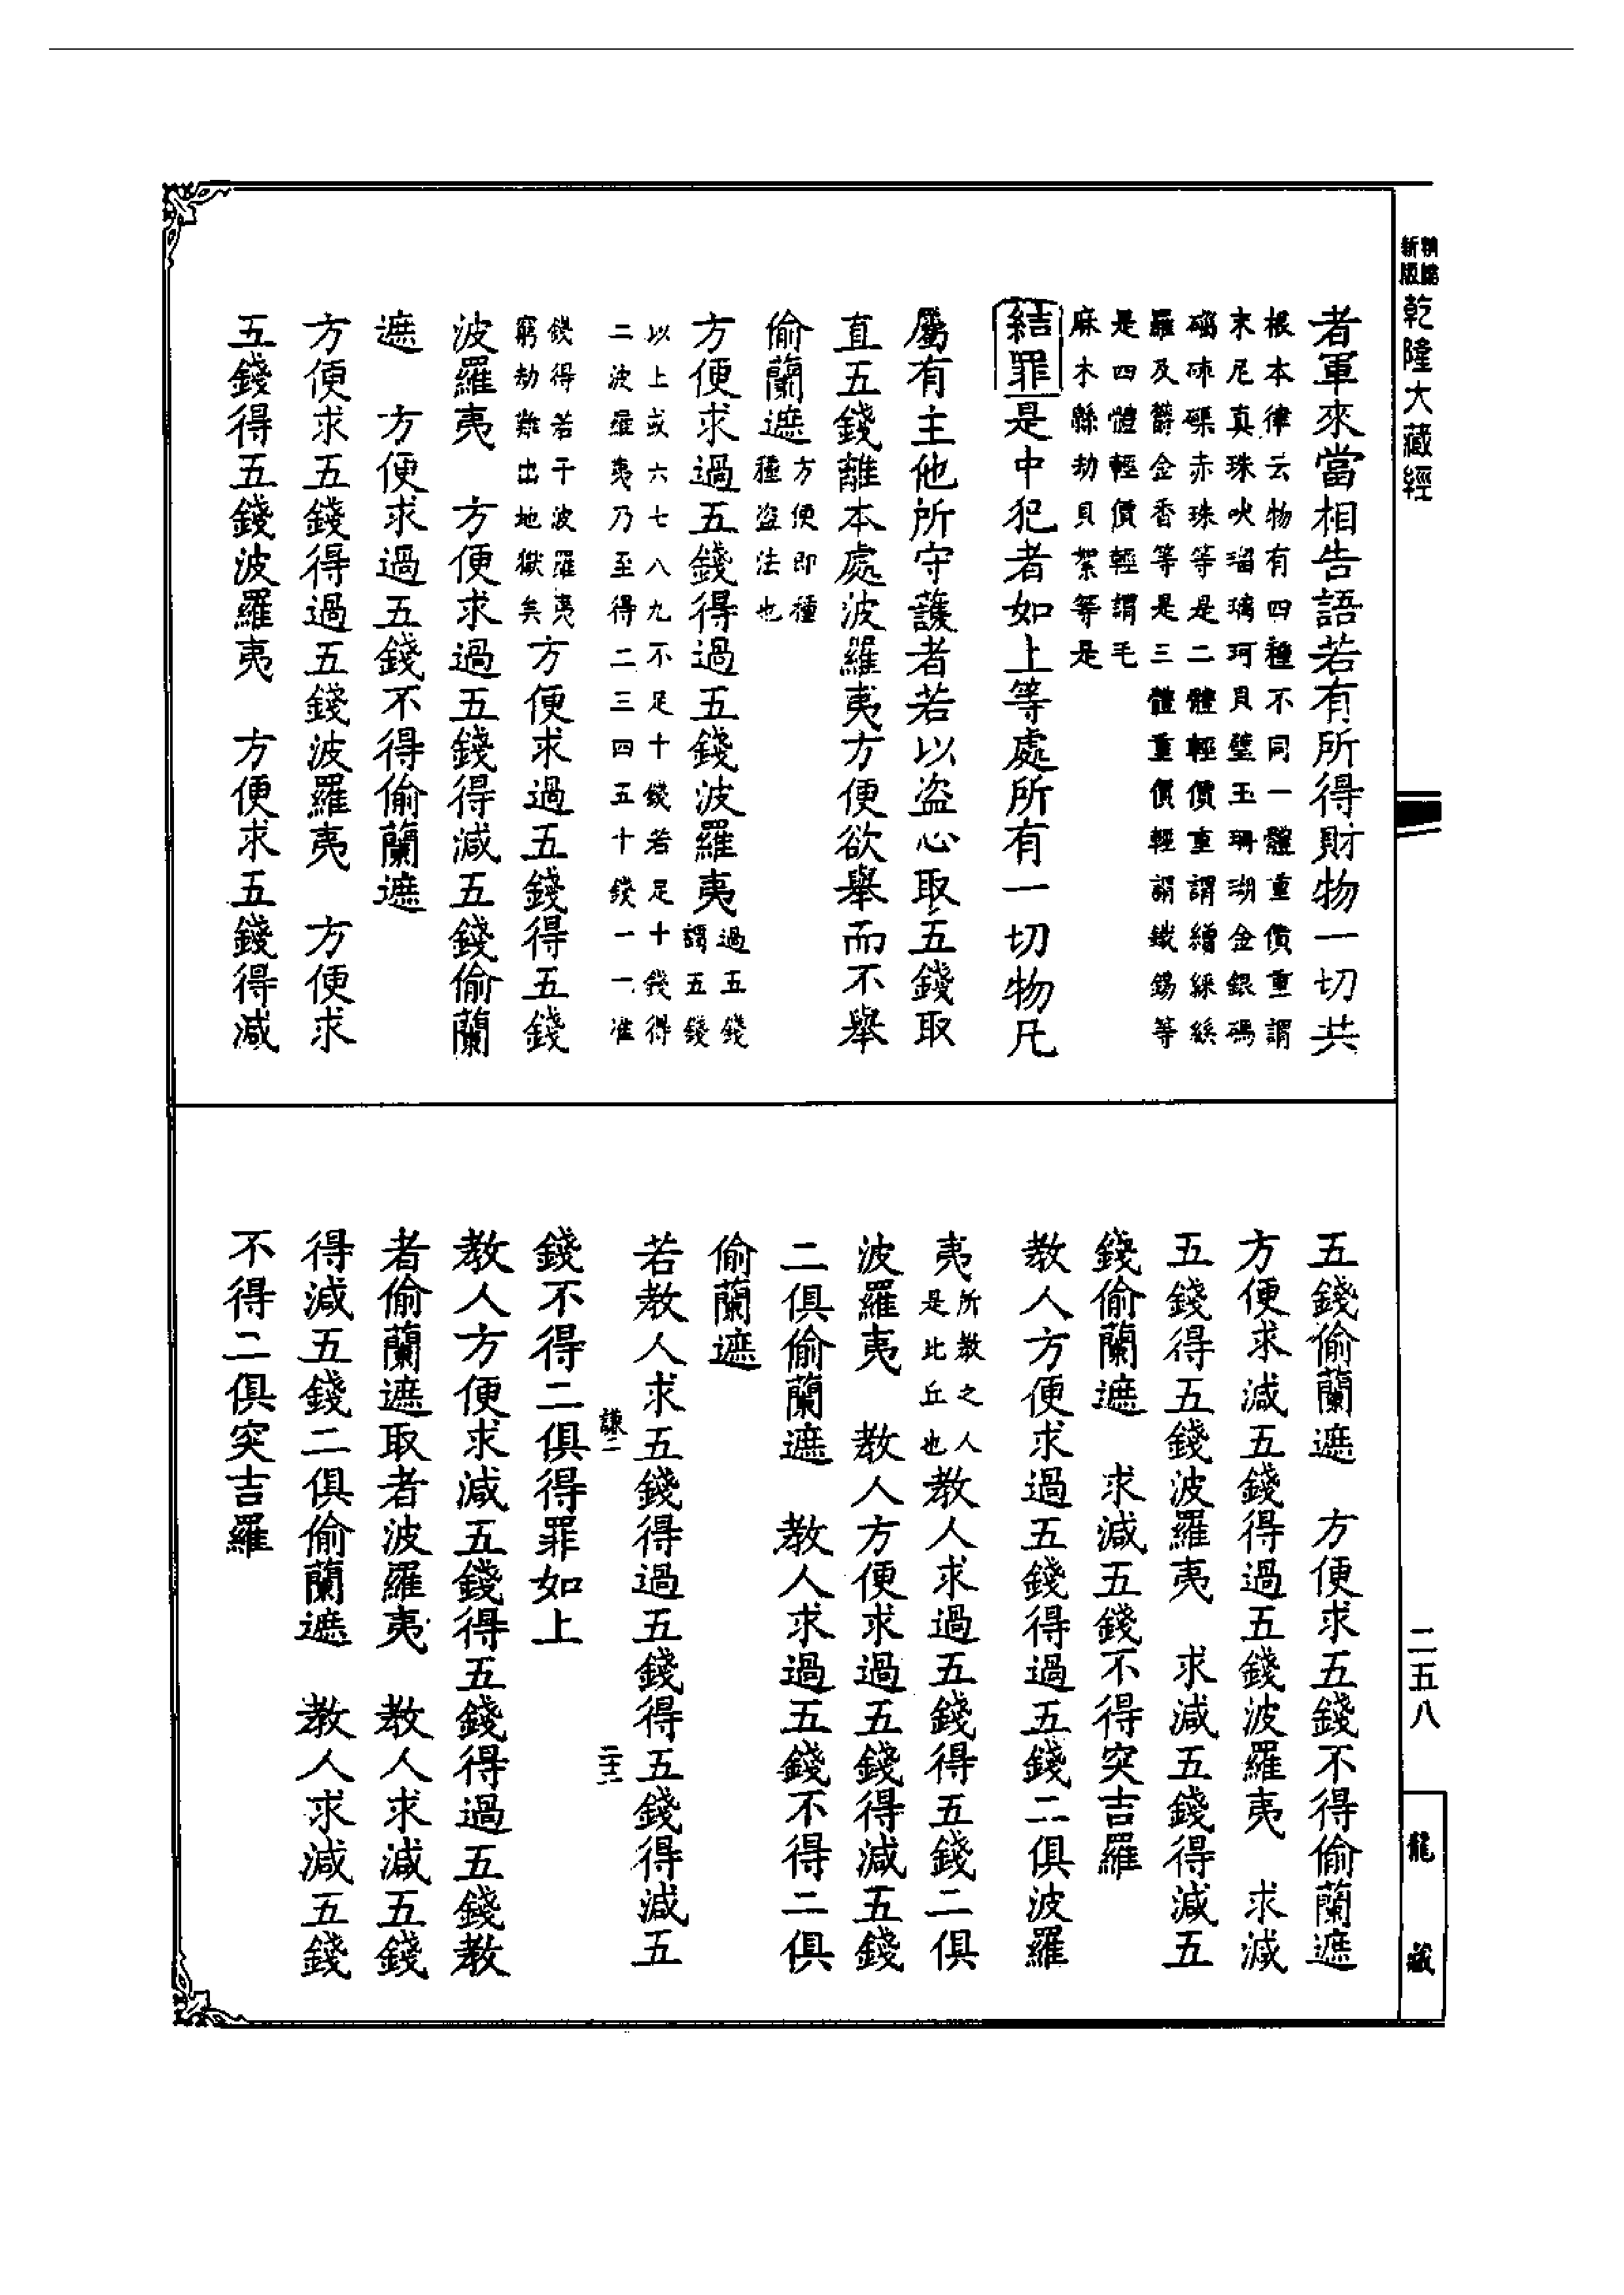 新版
乾隆大藏經
者軍來當相告語若有所得財物一切共
根本律云物有四種不同一體重價重謂
末尼真珠吠瑠璃珂貝璧玉珊瑚金銀碼
碯硨磲赤珠等是二體輕價重謂繒綵絲
羅及欝金香等是三體重價輕謂鐵錫等
是四體輕價輕謂毛
麻木緜劫貝絮等是
結罪是中犯者如上等處所有一切物凡
屬有主他所守護者若以盜心取五錢取
直五錢離本處波羅夷方便欲舉而不舉
偷蘭遮方便即種種盜法也
方便求過五錢得過五錢波羅夷過五錢謂五錢
以上或六七八九不足十錢若足十錢得
二波羅夷乃至得二三四五十錢一一准
錢得若干波羅夷窮劫難出地獄矣方便求過五錢得五錢
波羅夷　方便求過五錢得減五錢偷蘭
遮　方便求過五錢不得偷蘭遮
方便求五錢得過五錢波羅夷　方便求
五錢得五錢波羅夷　方便求五錢得減
五錢偷蘭遮　方便求五錢不得偷蘭遮
方便求減五錢得過五錢波羅夷　求減
五錢得五錢波羅夷　求減五錢得減五
錢偷蘭遮　求減五錢不得突吉羅
教人方便求過五錢得過五錢二俱波羅
夷所教之人是比丘也教人求過五錢得五錢二俱
波羅夷　教人方便求過五錢得減五錢
二俱偷蘭遮　教人求過五錢不得二俱
偷蘭遮
若教人求五錢得過五錢得五錢得減五
謙二
錢不得二俱得罪如上
教人方便求減五錢得五錢得過五錢教
者偷蘭遮取者波羅夷　教人求減五錢
得減五錢二俱偷蘭遮　教人求減五錢
不得二俱突吉羅
二五八
龍藏